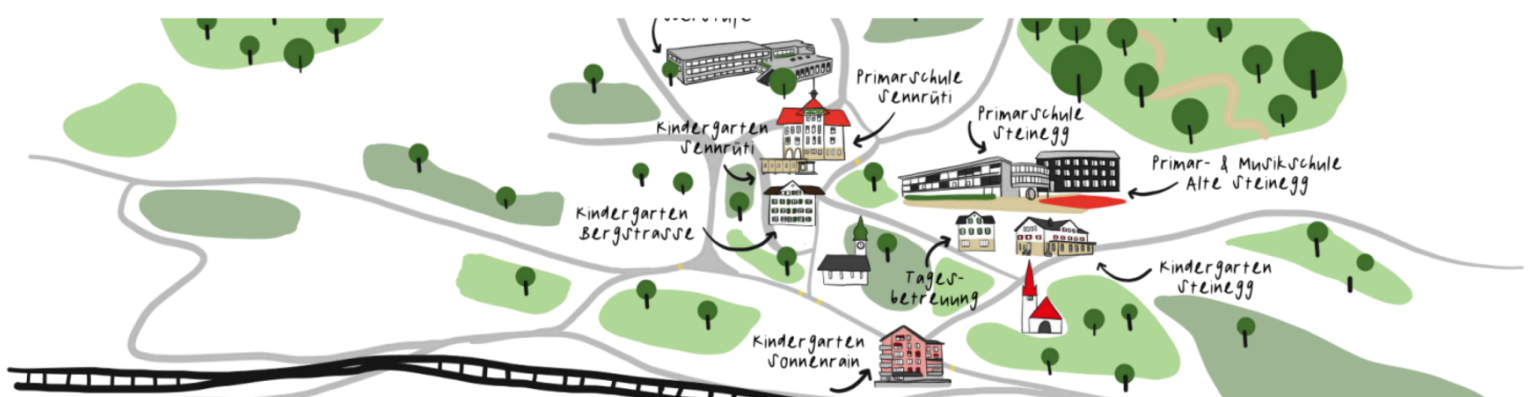 Primarschule
Sennrüti
Kindergarten
Sennrüti
Primarschule
Steinegg
Primar- & Musikschule
Alte Steinegg
Kindergarten
Bergstrasse
Tages-
betreuung
Kindergarten
Steinegg
Kindergarten
Sonnenrain